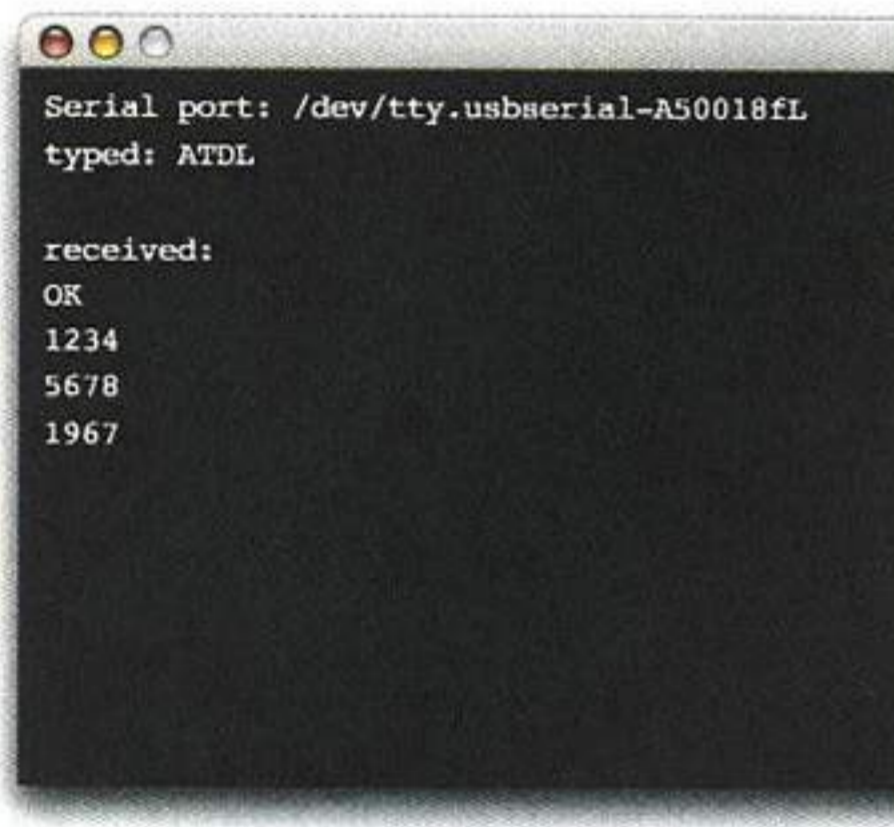 Serial port: /dev/tty.usbserial-A50018fL
typed: ATDL
received:
OK
1234
5678
1967